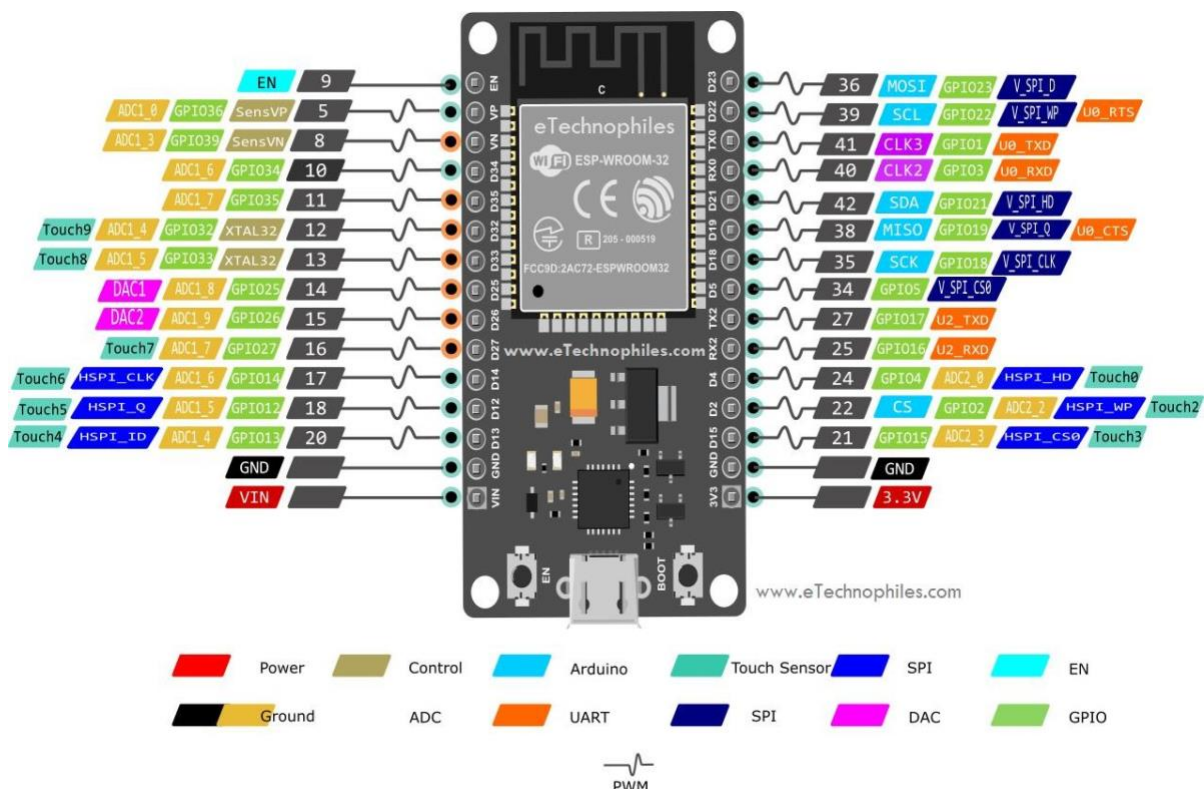 EN 9 EN
ADC1_0 GPIO36 SensVP 5 VP
ADC1_3 GPIO39 SensVN 8 VN
ADC1_6 GPIO34 10 D34
ADC1_7 GPIO35 11 D35
Touch9 ADC1_4 GPIO32 XTAL32 12 D32
Touch8 ADC1_5 GPIO33 XTAL32 13 D33
DAC1 ADC1_8 GPIO25 14 D25
DAC2 ADC1_9 GPIO26 15 D26
Touch7 ADC1_7 GPIO27 16 D27
Touch6 HSPI_CLK ADC1_6 GPIO14 17 D14
Touch5 HSPI_Q ADC1_5 GPIO12 18 D12
Touch4 HSPI_ID ADC1_4 GPIO13 20 D13
GND GND
VIN VIN
C
eTechnophiles
WiFi ESP-WROOM-32
CE
R 205 - 000519
FCC9D:2AC72-ESPWROOM32
www.eTechnophiles.com
EN
BOOT
D23 36 MOSI GPIO23 V_SPI_D
D22 39 SCL GPIO22 V_SPI_WP U0_RTS
TX0 41 CLK3 GPIO1 U0_TXD
RX0 40 CLK2 GPIO3 U0_RXD
D21 42 SDA GPIO21 V_SPI_HD
D19 38 MISO GPIO19 V_SPI_Q U0_CTS
D18 35 SCK GPIO18 V_SPI_CLK
D5 34 GPIO5 V_SPI_CS0
TX2 27 GPIO17 U2_TXD
RX2 25 GPIO16 U2_RXD
D4 24 GPIO4 ADC2_0 HSPI_HD Touch0
D2 22 CS GPIO2 ADC2_2 HSPI_WP Touch2
D15 21 GPIO15 ADC2_3 HSPI_CS0 Touch3
GND GND
3V3 3.3V
www.eTechnophiles.com
Power Control Arduino Touch Sensor SPI EN
Ground ADC UART SPI DAC GPIO
PWM